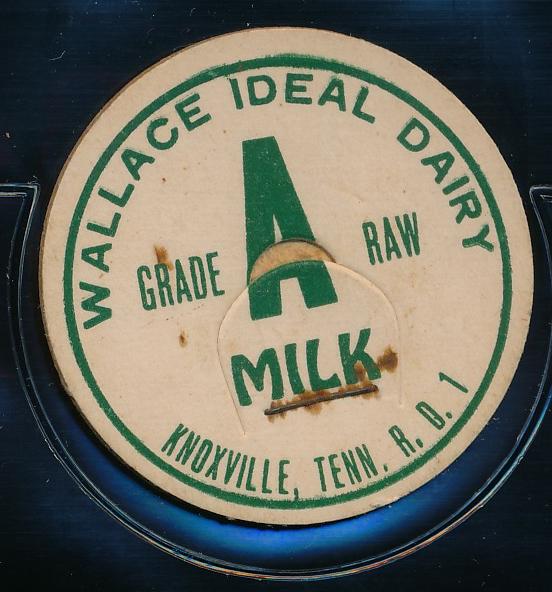 WALLACE IDEAL DAIRY
GRADE A RAW
MILK
KNOXVILLE, TENN. R. D. 1